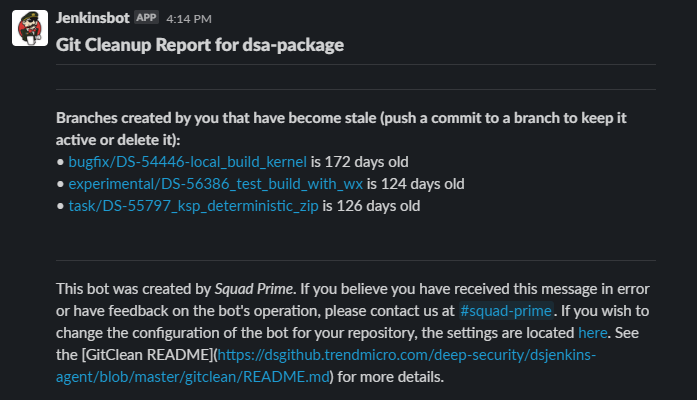 Jenkinsbot APP 4:14 PM
Git Cleanup Report for dsa-package
Branches created by you that have become stale (push a commit to a branch to keep it
active or delete it):
• bugfix/DS-54446-local_build_kernel is 172 days old
• experimental/DS-56386_test_build_with_wx is 124 days old
• task/DS-55797_ksp_deterministic_zip is 126 days old
This bot was created by Squad Prime. If you believe you have received this message in error
or have feedback on the bot's operation, please contact us at #squad-prime. If you wish to
change the configuration of the bot for your repository, the settings are located here. See
the [GitClean README](https://dsgithub.trendmicro.com/deep-security/dsjenkins-
agent/blob/master/gitclean/README.md) for more details.